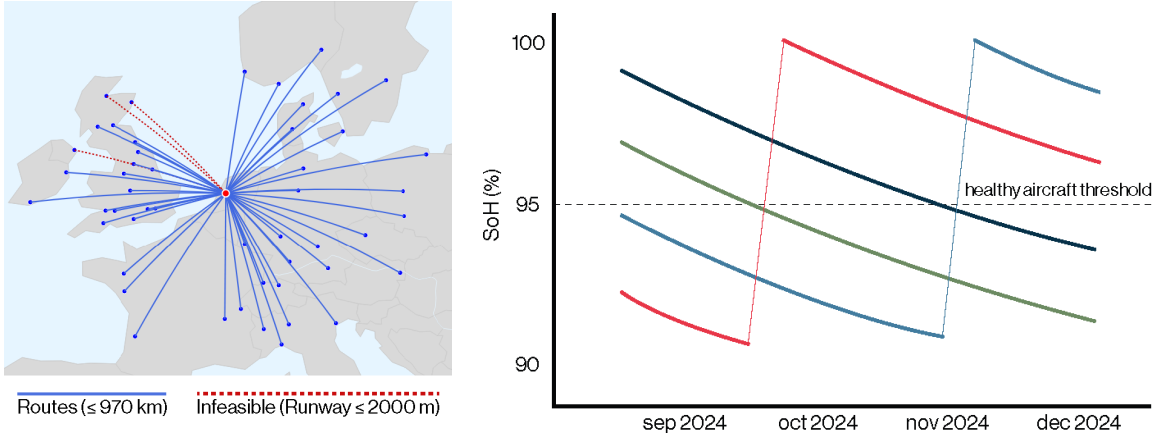 Routes (≤ 970 km)
Infeasible (Runway ≤ 2000 m)
100
95
90
SoH (%)
healthy aircraft threshold
sep 2024
oct 2024
nov 2024
dec 2024